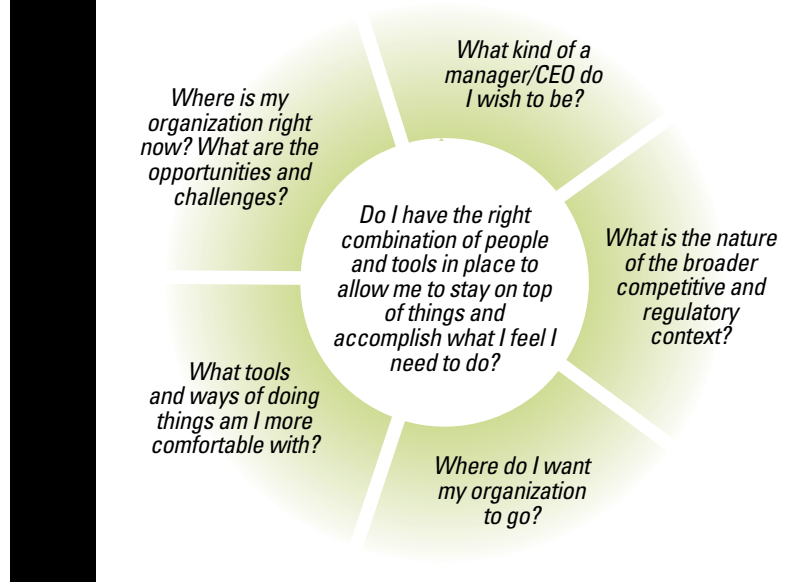 What kind of a
manager/CEO do
I wish to be?
Where is my
organization right
now? What are the
opportunities and
challenges?
Do I have the right
combination of people
and tools in place to
allow me to stay on top
of things and
accomplish what I feel I
need to do?
What is the nature
of the broader
competitive and
regulatory
context?
What tools
and ways of doing
things am I more
comfortable with?
Where do I want
my organization
to go?